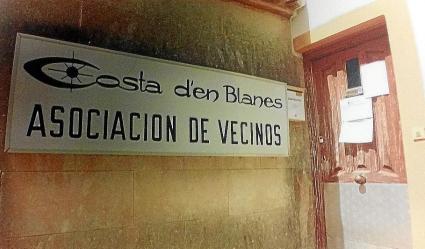 Costa d'en Blanes
ASOCIACION DE VECINOS